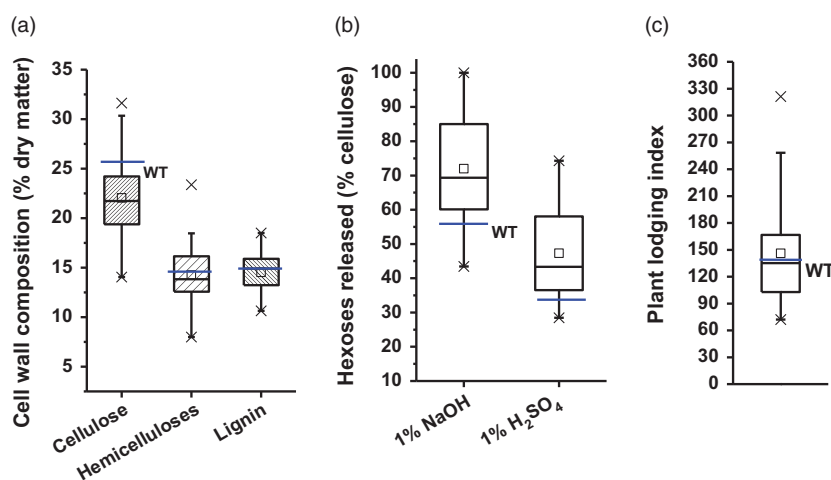 (a)
Cell wall composition (% dry matter)
35
30
25
20
15
10
5
WT
Cellulose
Hemicelluloses
Lignin
(b)
Hexoses released (% cellulose)
100
90
80
70
60
50
40
30
20
10
WT
1% NaOH
1% H₂SO₄
(c)
Plant lodging index
360
330
300
270
240
210
180
150
120
90
60
30
0
WT